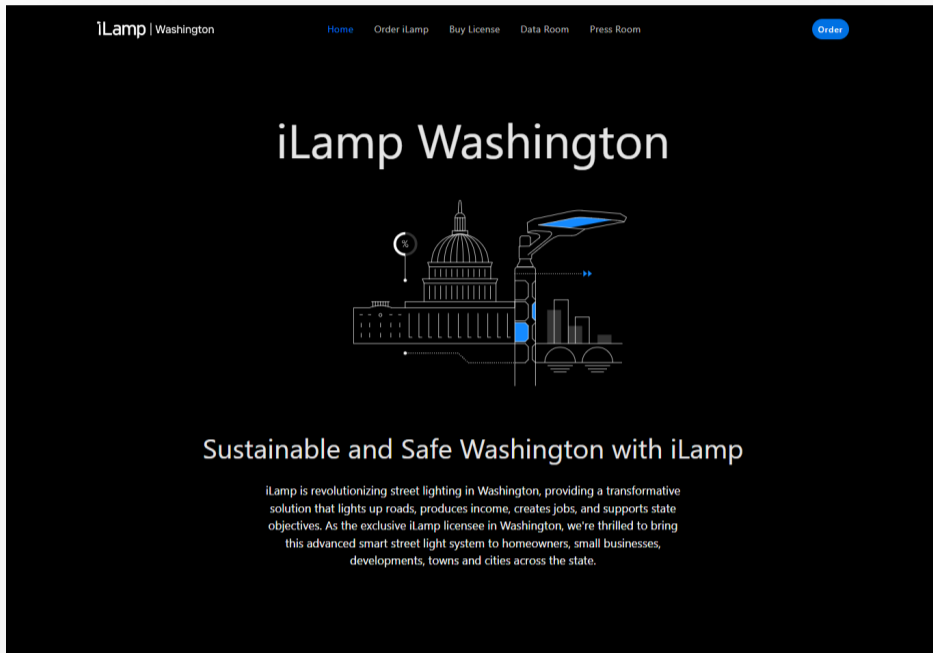 iLamp | Washington
Home Order iLamp Buy License Data Room Press Room
Order
iLamp Washington
%
Sustainable and Safe Washington with iLamp
iLamp is revolutionizing street lighting in Washington, providing a transformative
solution that lights up roads, produces income, creates jobs, and supports state
objectives. As the exclusive iLamp licensee in Washington, we're thrilled to bring
this advanced smart street light system to homeowners, small businesses,
developments, towns and cities across the state.